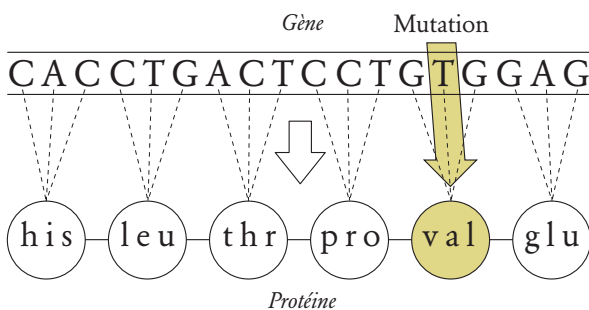 Gène Mutation
CACCTGACTCCTGTGGAG
his leu thr pro val glu
Protéine